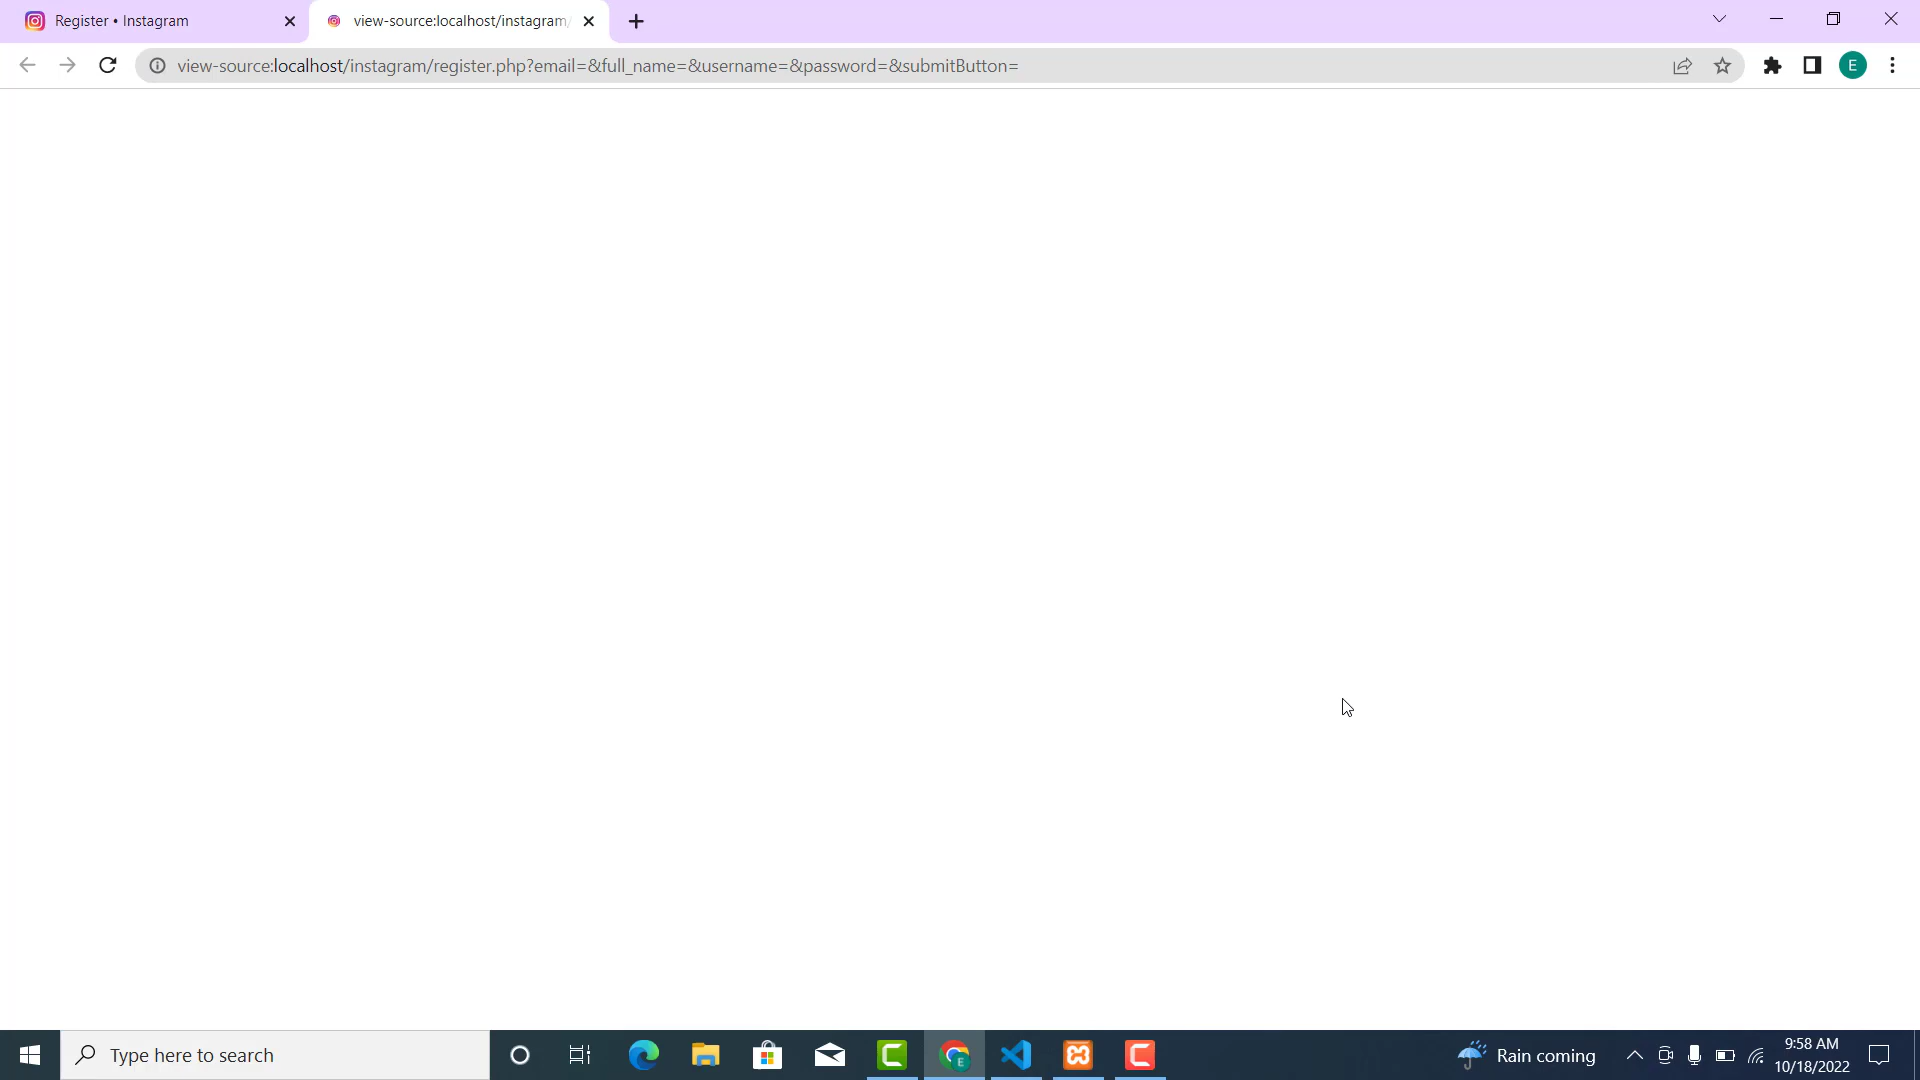 Register • Instagram
view-source:localhost/instagram/
view-source:localhost/instagram/register.php?email=&full_name=&username=&password=&submitButton=
E
Type here to search
E
Rain coming
9:58 AM
10/18/2022